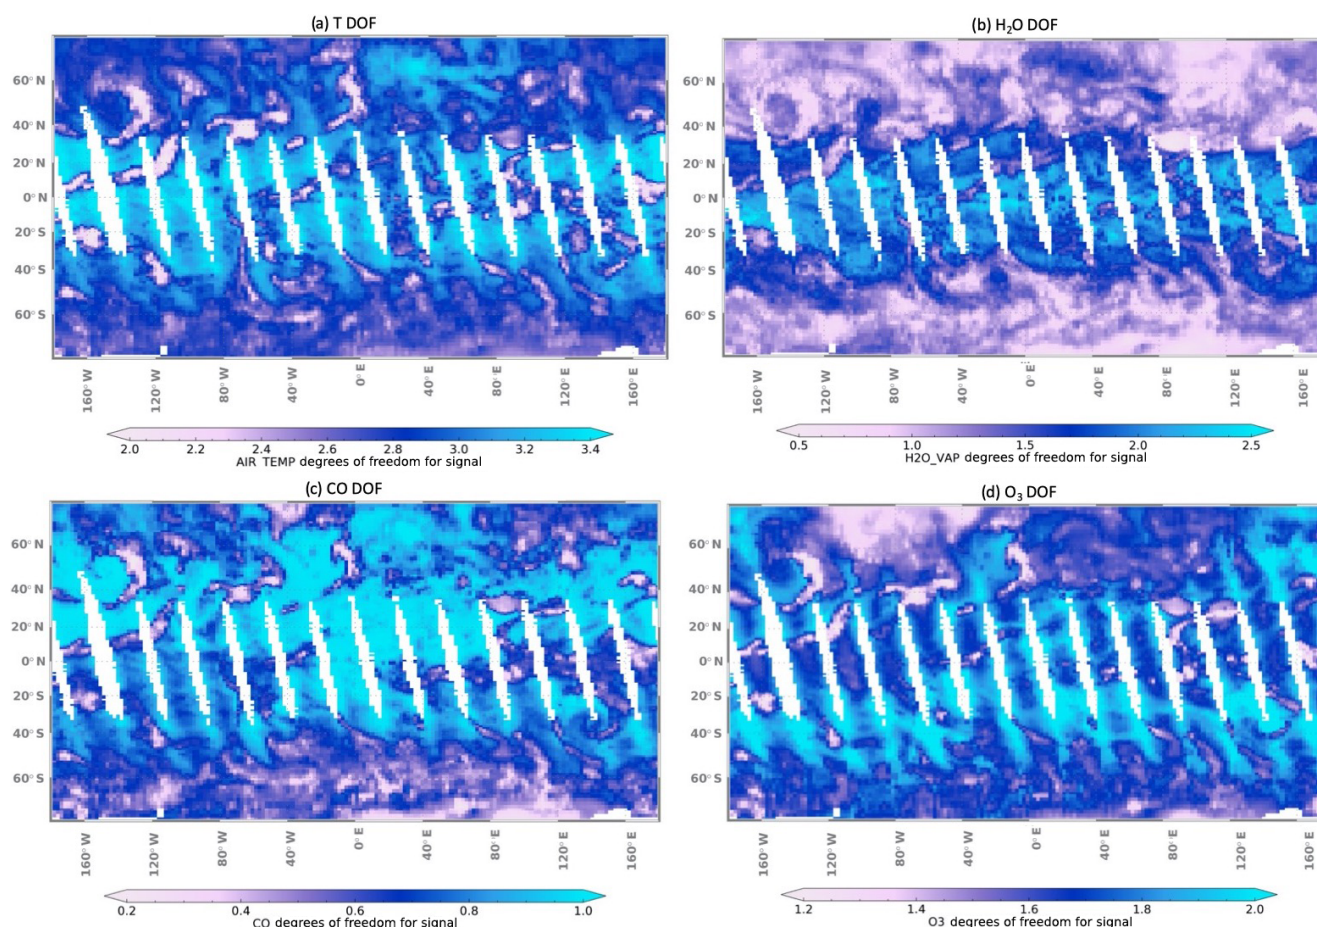 (a) T DOF
60° N
40° N
20° N
0° N
20° S
40° S
60° S
160° W
120° W
80° W
40° W
0° E
40° E
80° E
120° E
160° E
2.0 2.2 2.4 2.6 2.8 3.0 3.2 3.4
AIR_TEMP degrees of freedom for signal
(b) H₂O DOF
60° N
40° N
20° N
0° N
20° S
40° S
60° S
160° W
120° W
80° W
40° W
0° E
40° E
80° E
120° E
160° E
0.5 1.0 1.5 2.0 2.5
H2O_VAP degrees of freedom for signal
(c) CO DOF
60° N
40° N
20° N
0° N
20° S
40° S
60° S
160° W
120° W
80° W
40° W
0° E
40° E
80° E
120° E
160° E
0.2 0.4 0.6 0.8 1.0
CO degrees of freedom for signal
(d) O₃ DOF
60° N
40° N
20° N
0° N
20° S
40° S
60° S
160° W
120° W
80° W
40° W
0° E
40° E
80° E
120° E
160° E
1.2 1.4 1.6 1.8 2.0
O3 degrees of freedom for signal